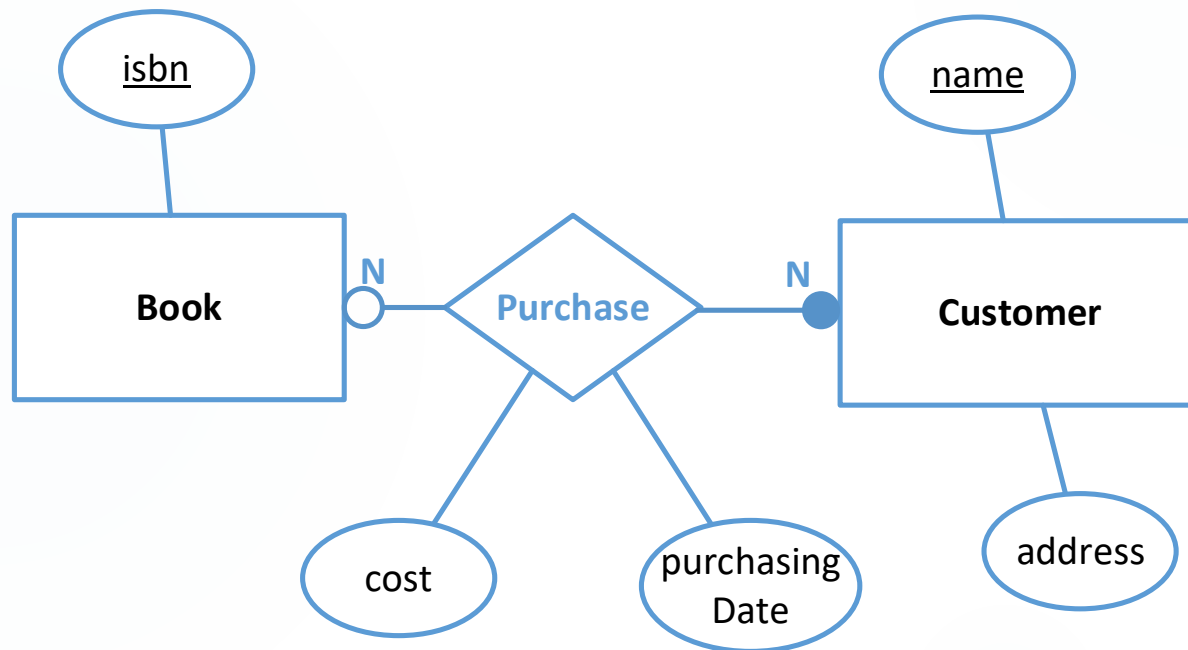 isbn
name
N
N
Book
Purchase
Customer
cost
purchasing
Date
address